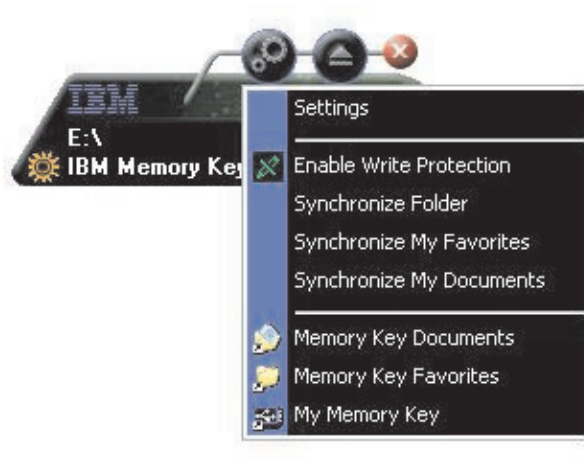 IBM
E:\
IBM Memory Key
Settings
Enable Write Protection
Synchronize Folder
Synchronize My Favorites
Synchronize My Documents
Memory Key Documents
Memory Key Favorites
My Memory Key